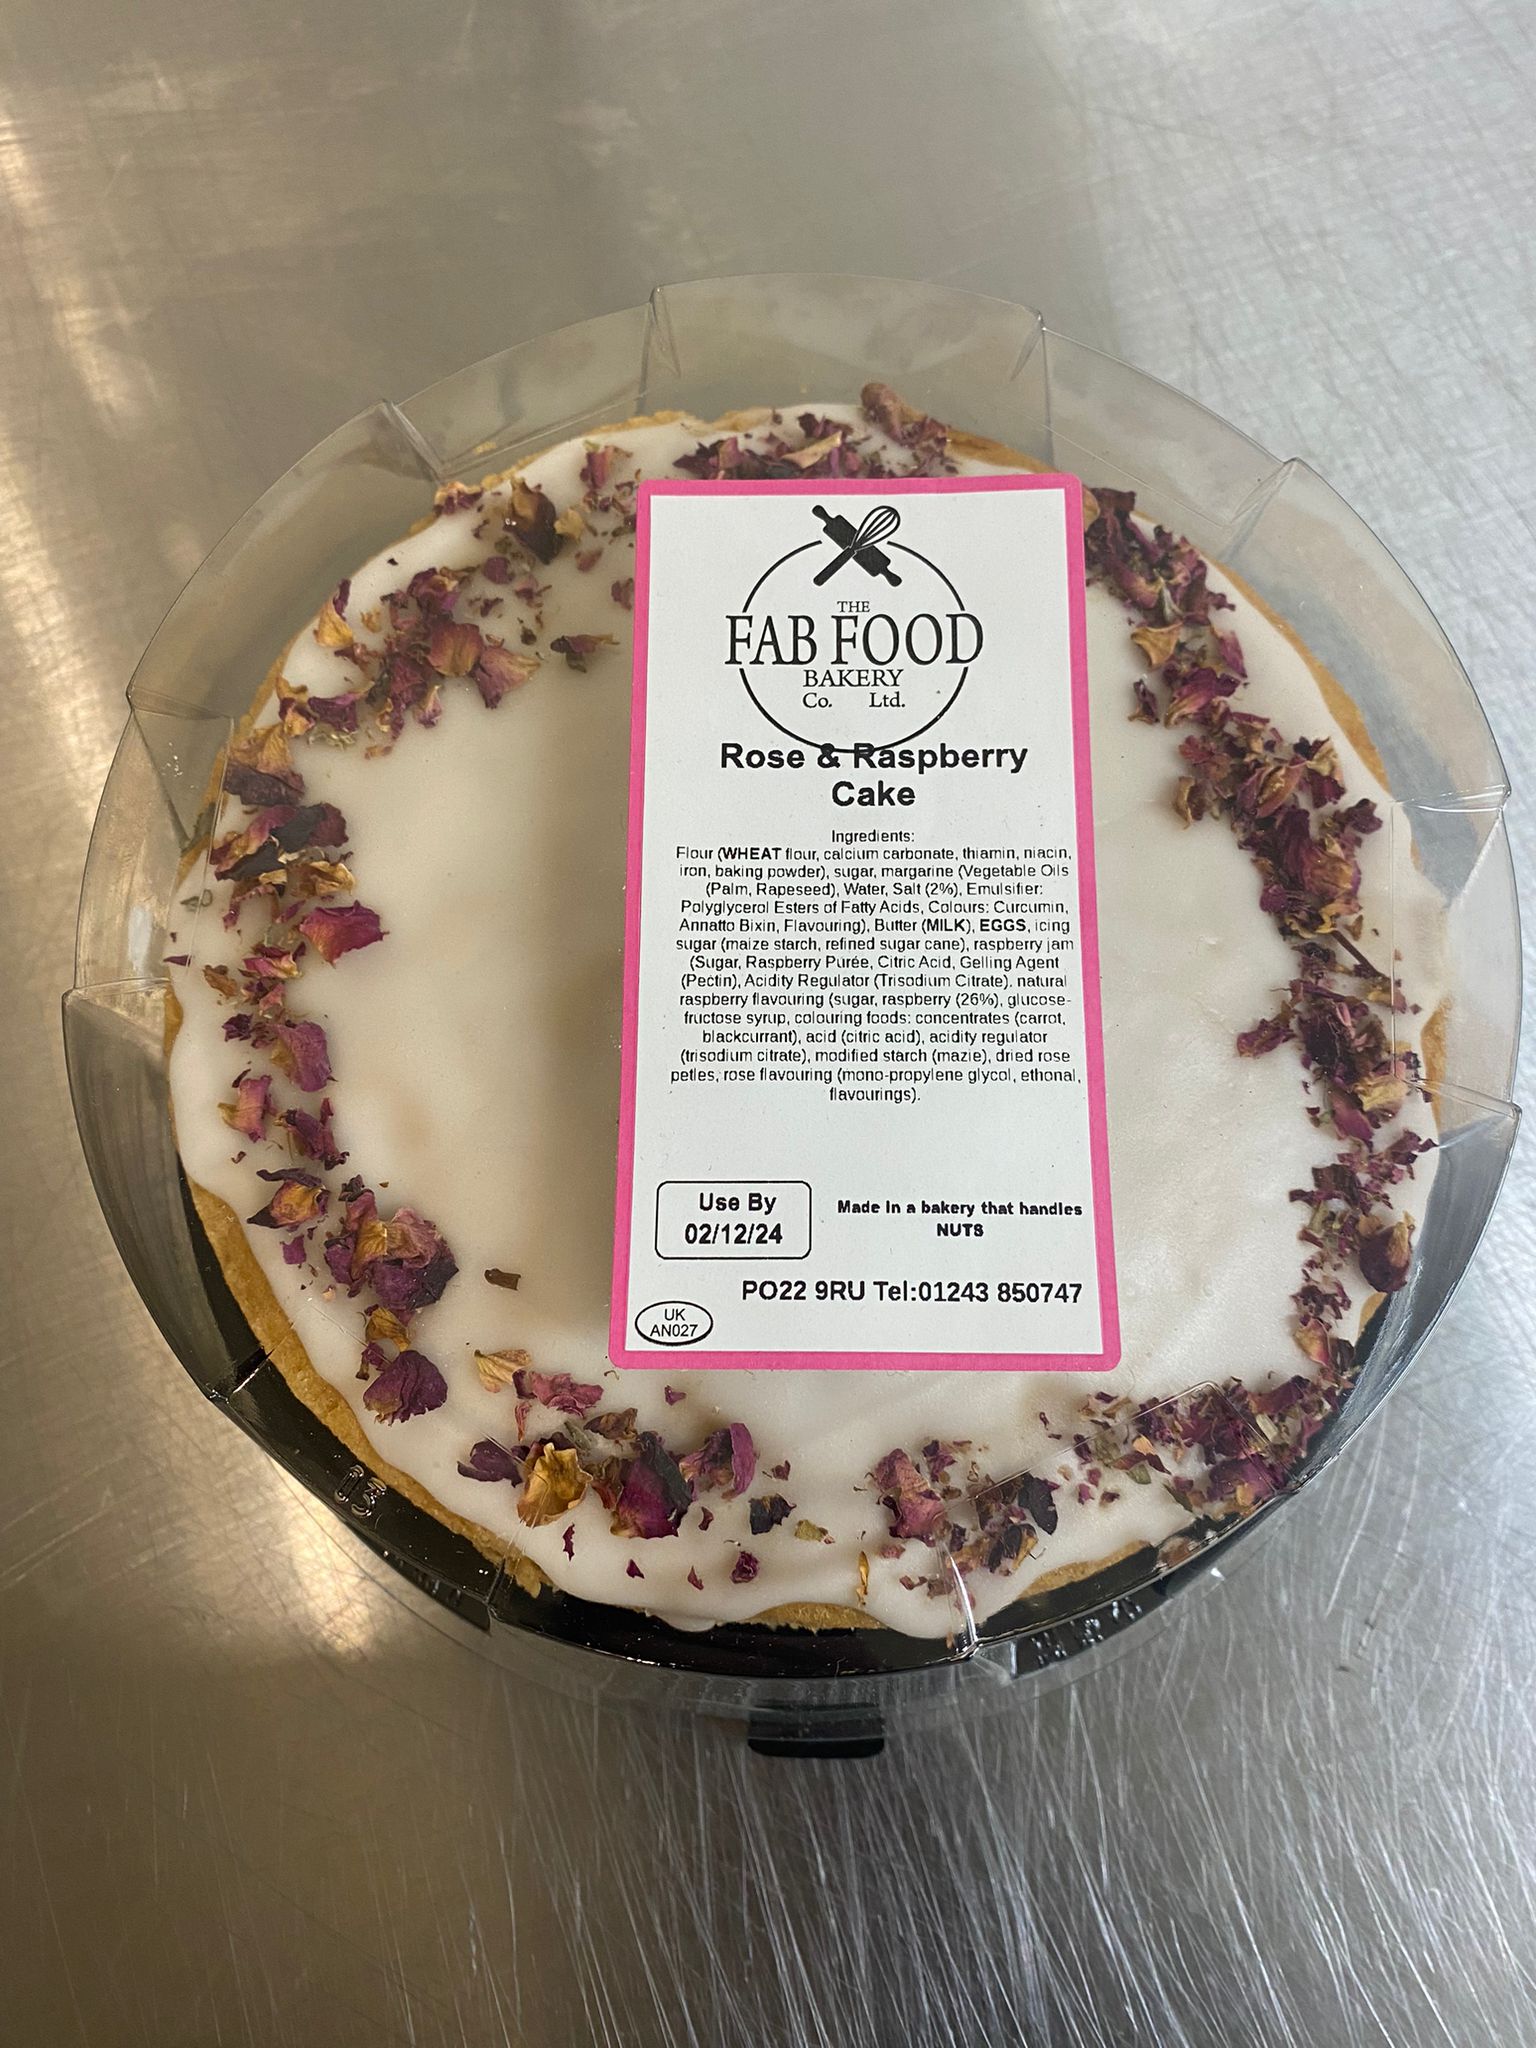 THE
FAB FOOD
BAKERY
Co. Ltd.
Rose & Raspberry
Cake
Ingredients:
Flour (WHEAT flour, calcium carbonate, thiamin, niacin,
iron, baking powder), sugar, margarine (Vegetable Oils
(Palm, Rapeseed), Water, Salt (2%), Emulsifier:
Polyglycerol Esters of Fatty Acids, Colours: Curcumin,
Annatto Bixin, Flavouring), Butter (MILK), EGGS, icing
sugar (maize starch, refined sugar cane), raspberry jam
(Sugar, Raspberry Purée, Citric Acid, Gelling Agent
(Pectin), Acidity Regulator (Trisodium Citrate), natural
raspberry flavouring (sugar, raspberry (26%), glucose-
fructose syrup, colouring foods: concentrates (carrot,
blackcurrant), acid (citric acid), acidity regulator
(trisodium citrate), modified starch (mazie), dried rose
petles, rose flavouring (mono-propylene glycol, ethonal,
flavourings).
Use By
02/12/24
Made in a bakery that handles
NUTS
PO22 9RU Tel:01243 850747
UK
AN027